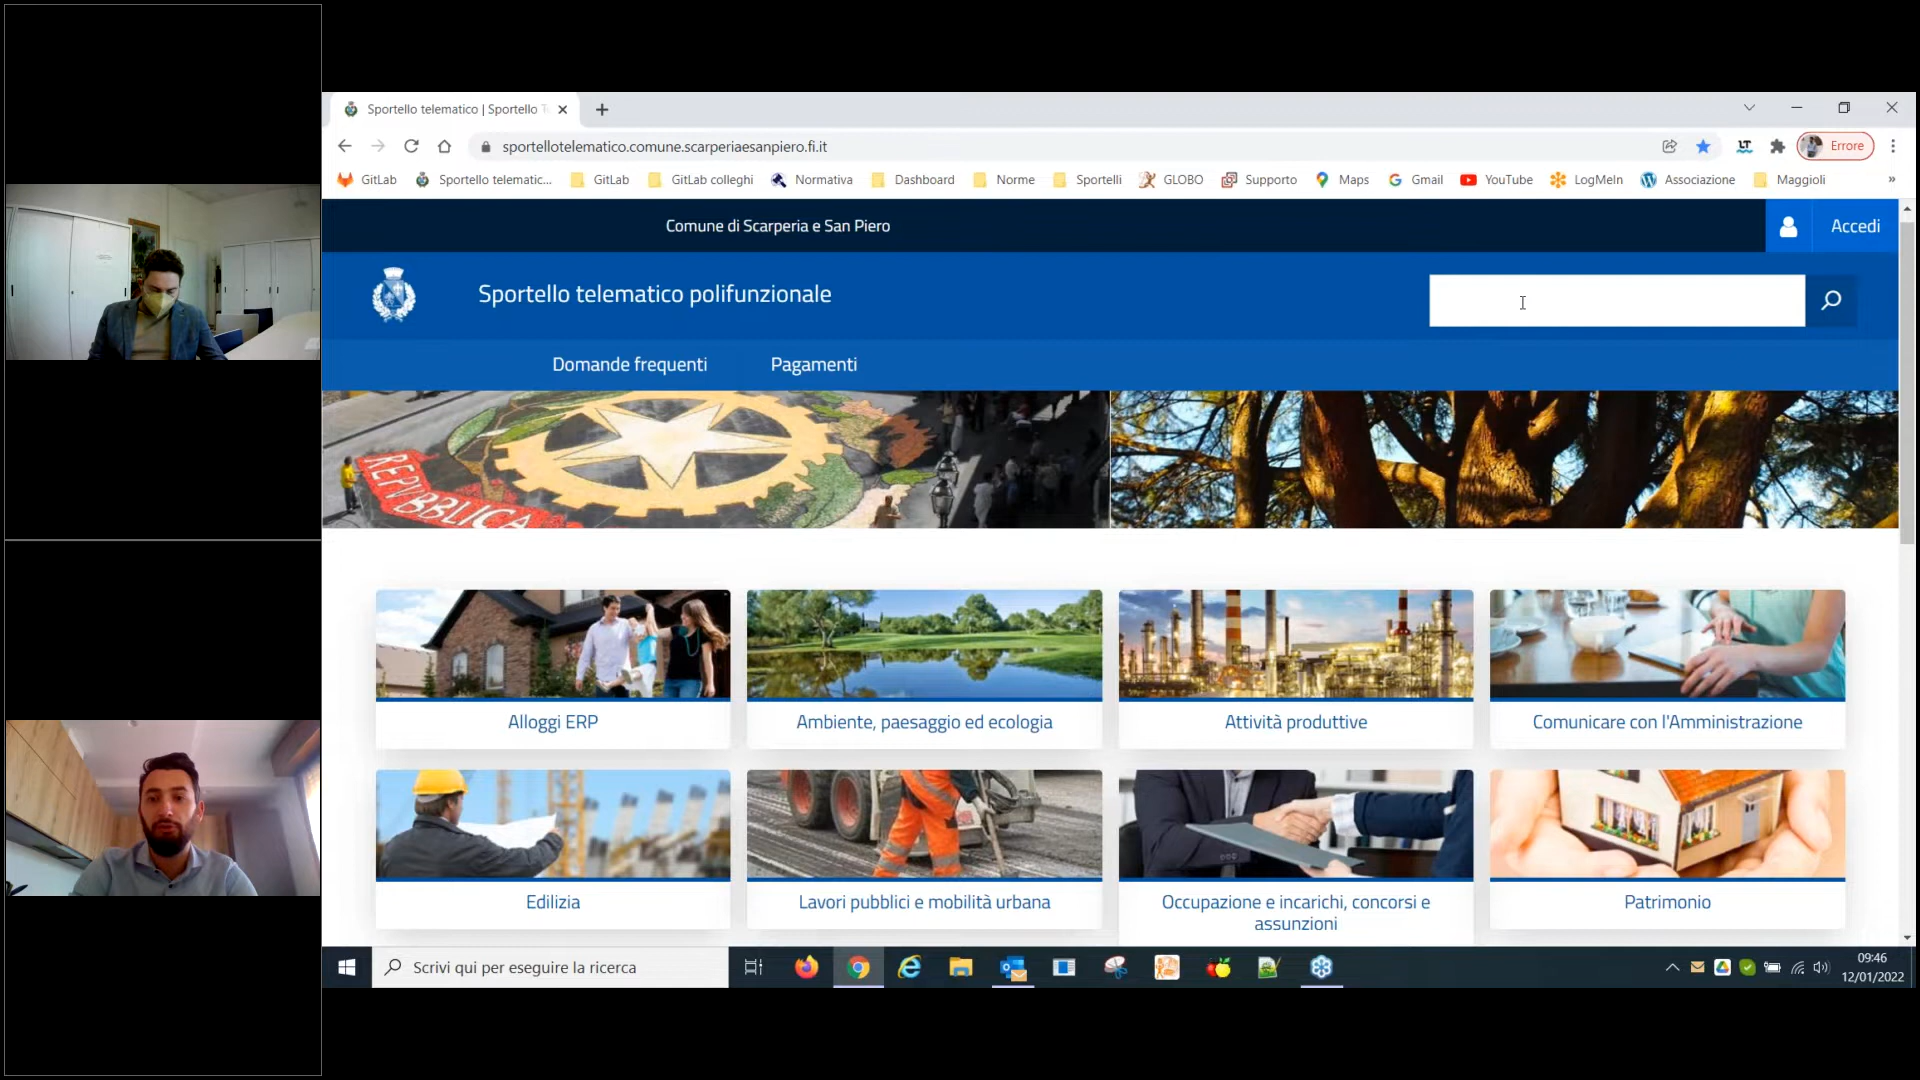 Sportello telematico | Sportello T
sportellotelematico.comune.scarperiaesanpiero.fi.it
LT
Errore
GitLab
Sportello telematic...
GitLab
GitLab colleghi
Normativa
Dashboard
Norme
Sportelli
GLOBO
Supporto
Maps
Gmail
YouTube
LogMeIn
Associazione
Maggioli
»
Comune di Scarperia e San Piero
Accedi
Sportello telematico polifunzionale
Domande frequenti
Pagamenti
REPVBBLICA
Alloggi ERP
Ambiente, paesaggio ed ecologia
Attività produttive
Comunicare con l'Amministrazione
Edilizia
Lavori pubblici e mobilità urbana
Occupazione e incarichi, concorsi e
assunzioni
Patrimonio
Scrivi qui per eseguire la ricerca
09:46
12/01/2022